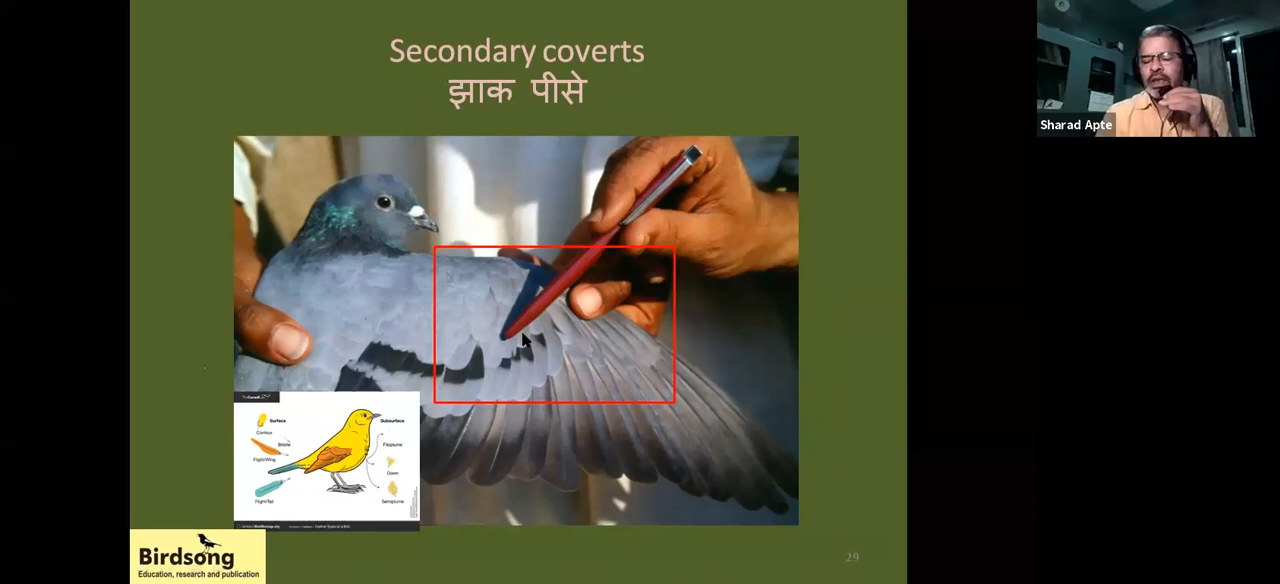 Secondary coverts
झाक पीसे
Sharad Apte
Surface
Subsurface
Contour
Bristle
Filoplume
Flight/Wing
Down
Flight/Tail
Semiplume
Birdsong
Education, research and publication
29